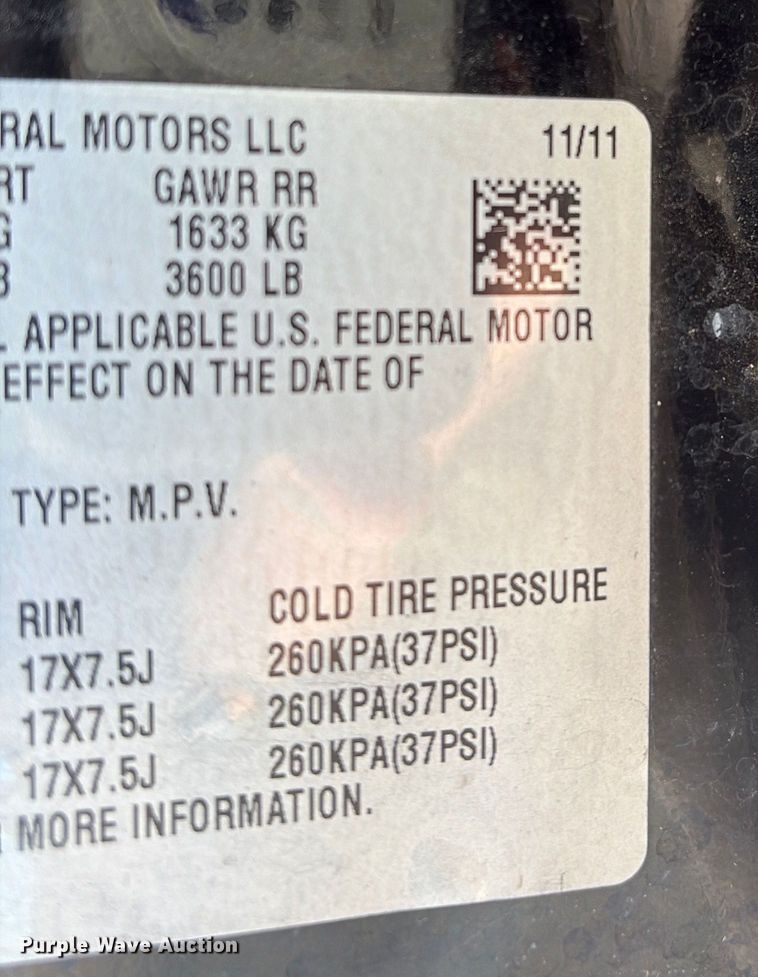 RAL MOTORS LLC 11/11
RT GAWR RR
G 1633 KG
B 3600 LB
L APPLICABLE U.S. FEDERAL MOTOR
EFFECT ON THE DATE OF
TYPE: M.P.V.
RIM COLD TIRE PRESSURE
17X7.5J 260KPA(37PSI)
17X7.5J 260KPA(37PSI)
17X7.5J 260KPA(37PSI)
MORE INFORMATION.
Purple Wave Auction